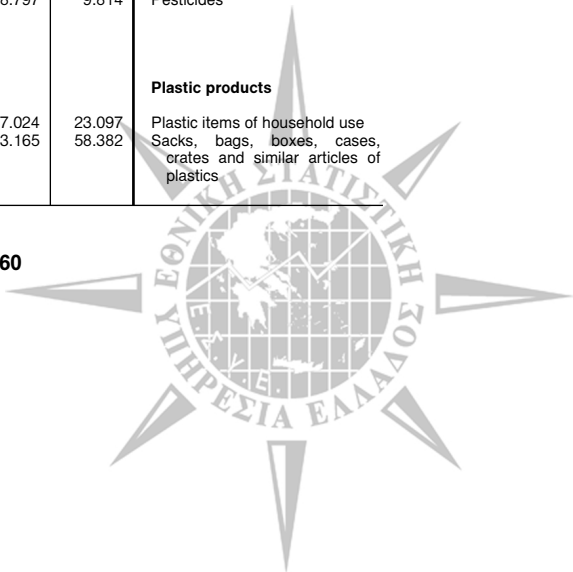 9.814 Pesticides
Plastic products
7.024 23.097 Plastic items of household use
3.165 58.382 Sacks, bags, boxes, cases,
crates and similar articles of
plastics
60
ΕΘΝΙΚΗ ΣΤΑΤΙΣΤΙΚΗ
ΥΠΗΡΕΣΙΑ ΕΛΛΑΔΟΣ
Ε.Σ.Υ.Ε.